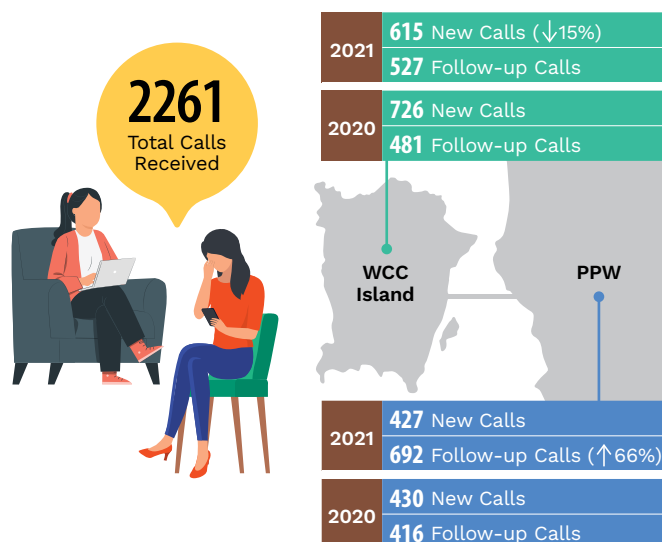 2261
Total Calls
Received
2021
615 New Calls (↓15%)
527 Follow-up Calls
2020
726 New Calls
481 Follow-up Calls
WCC
Island
PPW
2021
427 New Calls
692 Follow-up Calls (↑66%)
2020
430 New Calls
416 Follow-up Calls